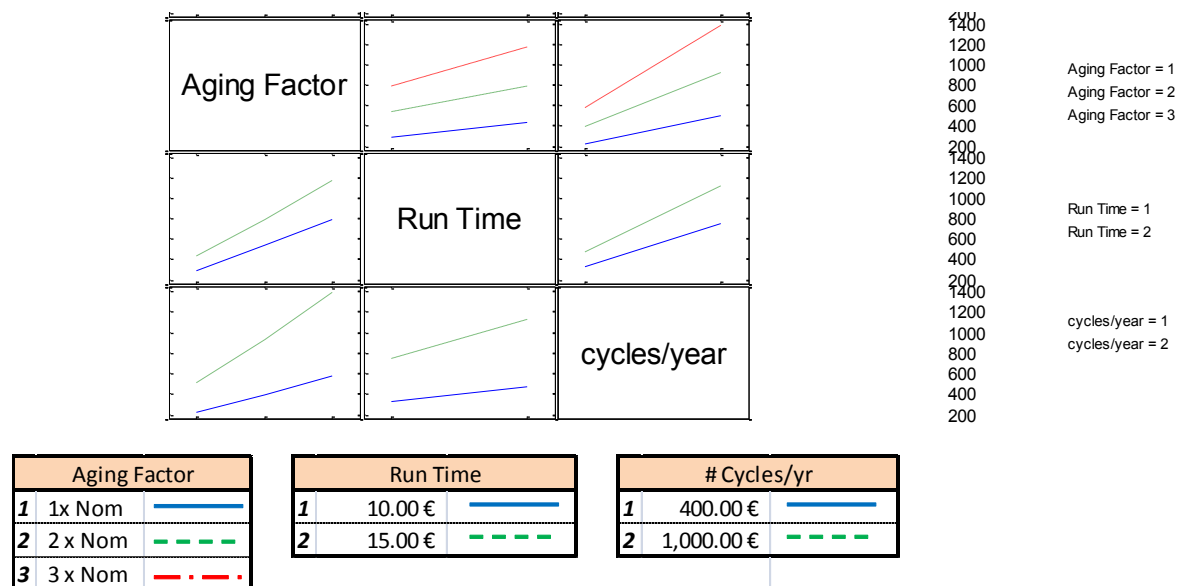 200
1400
1200
1000
800
600
400
200
Aging Factor
Aging Factor = 1
Aging Factor = 2
Aging Factor = 3
1400
1200
1000
800
600
400
200
Run Time
Run Time = 1
Run Time = 2
1400
1200
1000
800
600
400
200
cycles/year
cycles/year = 1
cycles/year = 2
Aging Factor
1 1x Nom
2 2 x Nom
3 3 x Nom
Run Time
1 10.00 €
2 15.00 €
# Cycles/yr
1 400.00 €
2 1,000.00 €